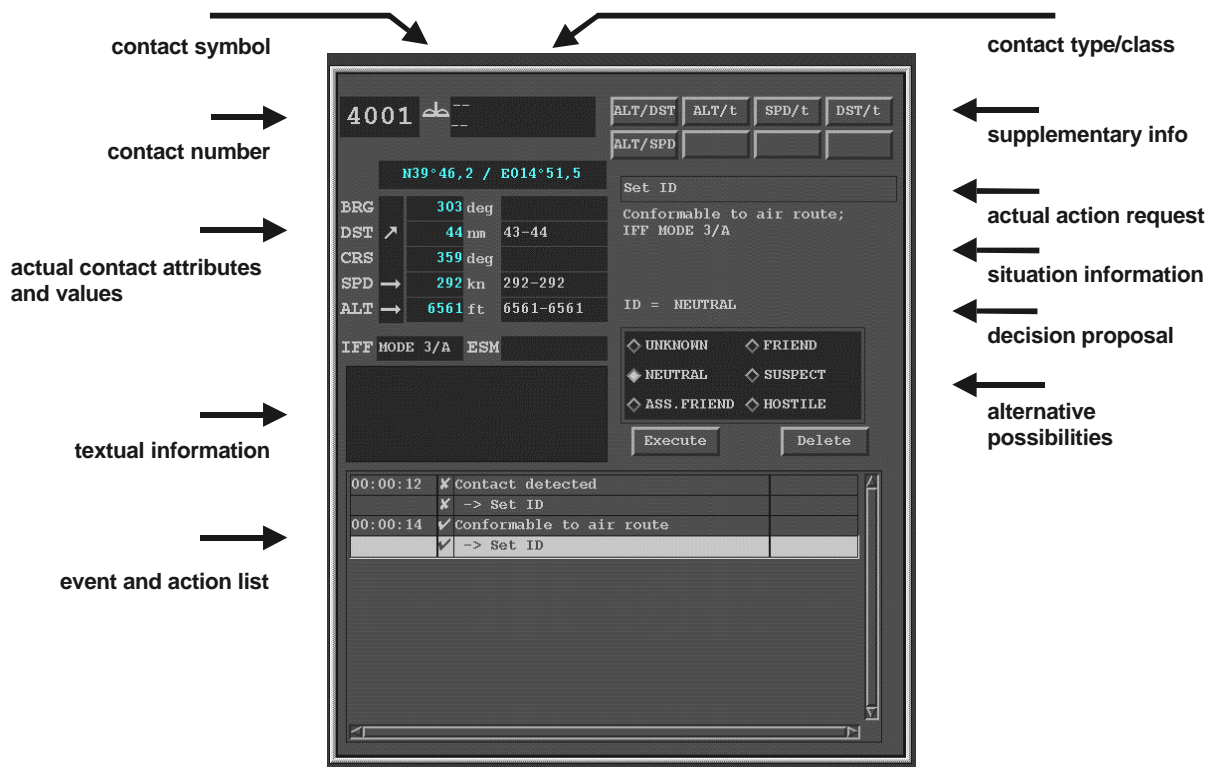 contact symbol
contact type/class
contact number
supplementary info
actual contact attributes
and values
actual action request
situation information
decision proposal
textual information
alternative
possibilities
event and action list
4001 --
--
ALT/DST ALT/t SPD/t DST/t
ALT/SPD
N39°46,2 / E014°51,5
BRG 303 deg
DST ↗ 44 nm 43-44
CRS 359 deg
SPD → 292 kn 292-292
ALT → 6561 ft 6561-6561
IFF MODE 3/A ESM
Set ID
Conformable to air route;
IFF MODE 3/A
ID = NEUTRAL
UNKNOWN FRIEND
NEUTRAL SUSPECT
ASS.FRIEND HOSTILE
Execute Delete
00:00:12 ✘ Contact detected
✘ -> Set ID
00:00:14 ✔ Conformable to air route
✔ -> Set ID